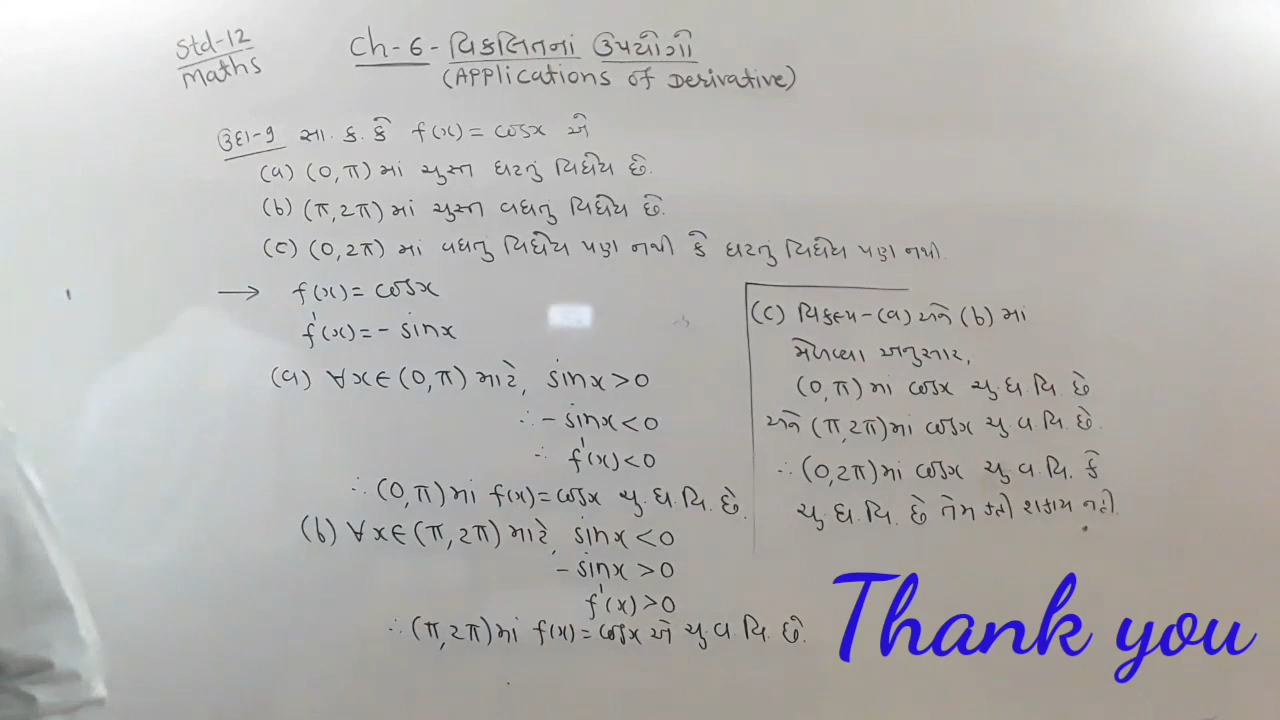 Std-12
Maths
Ch-6 - વિકલિતનાં ઉપયોગો
(Applications of Derivative)
ઉદા-૭ સા. ક. કે f(x) = cosx એ
(a) (0,π) માં ચુસ્ત ઘટતું વિધેય છે.
(b) (π,2π) માં ચુસ્ત વધતું વિધેય છે.
(c) (0,2π) માં વધતું વિધેય પણ નથી કે ઘટતું વિધેય પણ નથી.
→ f(x) = cosx
f'(x) = - sinx
(a) ∀x∈(0,π) માટે, sinx > 0
∴ - sinx < 0
∴ f'(x) < 0
∴ (0,π) માં f(x) = cosx ચુ. ઘ. વિ. છે.
(b) ∀x∈(π,2π) માટે, sinx < 0
- sinx > 0
f'(x) > 0
∴ (π,2π) માં f(x) = cosx એ ચુ. વ. વિ. છે.
(c) વિકલ્પ-(a) અને (b) માં
મેળવ્યા અનુસાર,
(0,π) માં cosx ચુ. ઘ. વિ. છે
અને (π,2π) માં cosx ચુ. વ. વિ. છે.
∴ (0,2π) માં cosx ચુ. વ. વિ. કે
ચુ. ઘ. વિ. છે તેમ કહી શકાય નહી.
Thank you